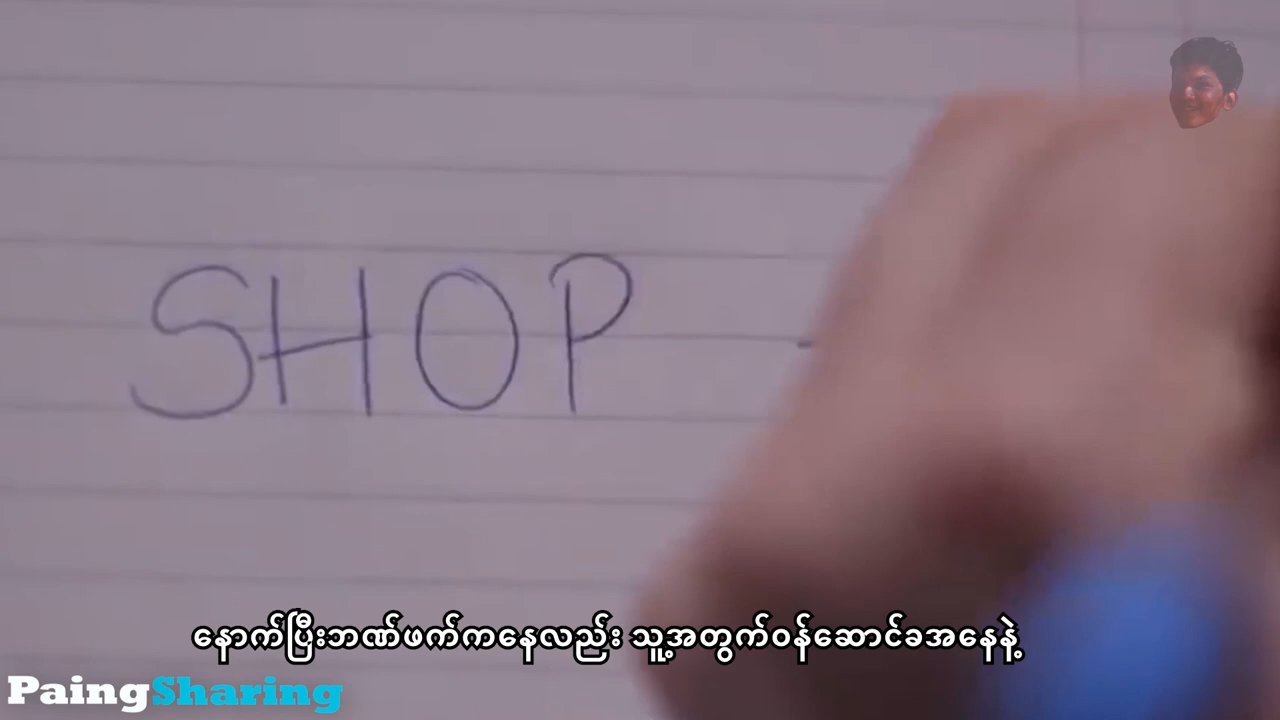 SHOP -
နောက်ပြီးဘဏ်ဖက်ကနေလည်း သူ့အတွက်ဝန်ဆောင်ခအနေနဲ့
PaingSharing